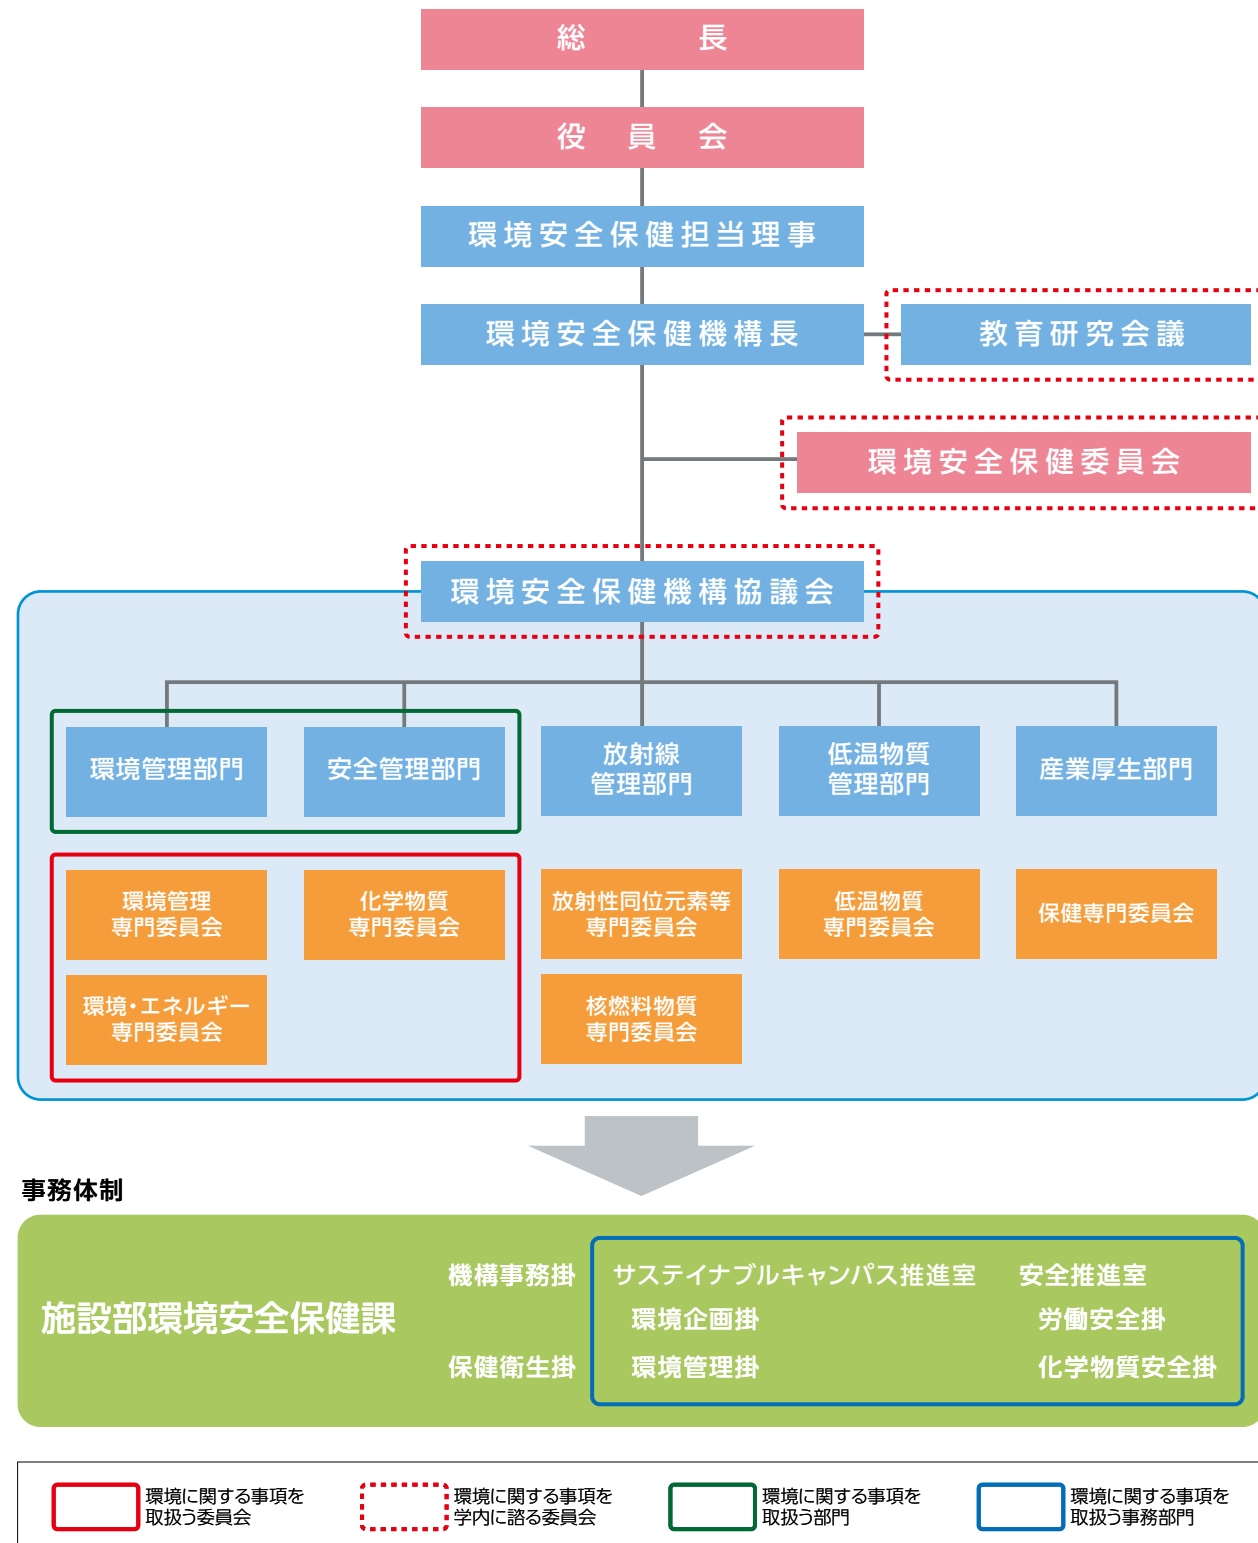 総長
役員会
環境安全保健担当理事
環境安全保健機構長
教育研究会議
環境安全保健委員会
環境安全保健機構協議会
環境管理部門
安全管理部門
放射線
管理部門
低温物質
管理部門
産業厚生部門
環境管理
専門委員会
化学物質
専門委員会
放射性同位元素等
専門委員会
低温物質
専門委員会
保健専門委員会
環境・エネルギー
専門委員会
核燃料物質
専門委員会
事務体制
施設部環境安全保健課
機構事務掛
保健衛生掛
サステイナブルキャンパス推進室
環境企画掛
環境管理掛
安全推進室
労働安全掛
化学物質安全掛
環境に関する事項を
取扱う委員会
環境に関する事項を
学内に諮る委員会
環境に関する事項を
取扱う部門
環境に関する事項を
取扱う事務部門